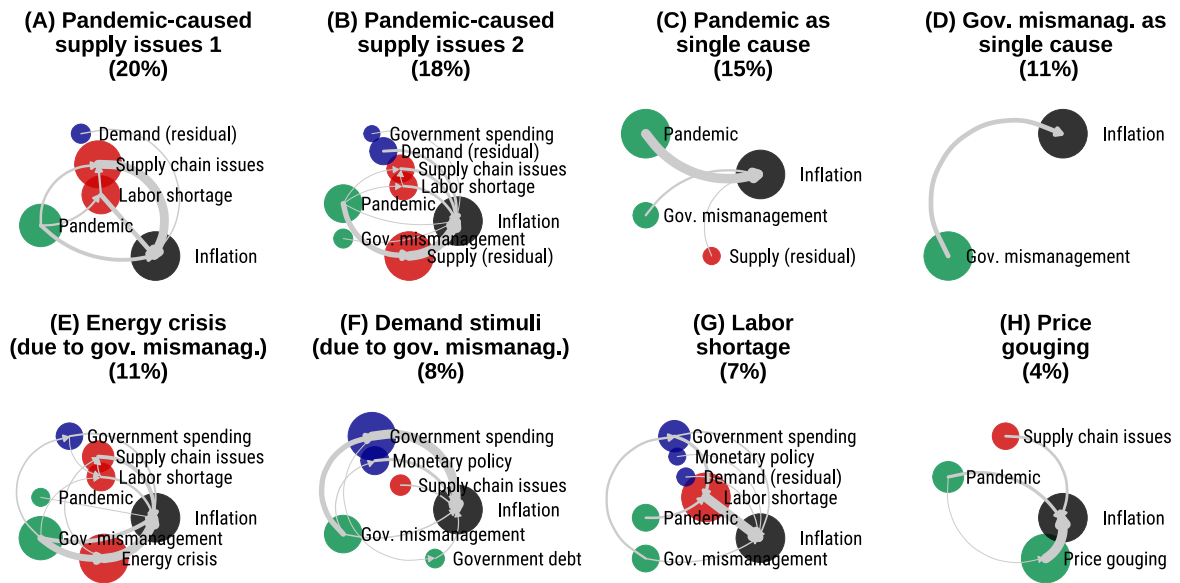 (A) Pandemic-caused
supply issues 1
(20%)
Demand (residual)
Supply chain issues
Labor shortage
Pandemic
Inflation
(B) Pandemic-caused
supply issues 2
(18%)
Government spending
Demand (residual)
Supply chain issues
Labor shortage
Pandemic
Inflation
Gov. mismanagement
Supply (residual)
(C) Pandemic as
single cause
(15%)
Pandemic
Inflation
Gov. mismanagement
Supply (residual)
(D) Gov. mismanag. as
single cause
(11%)
Inflation
Gov. mismanagement
(E) Energy crisis
(due to gov. mismanag.)
(11%)
Government spending
Supply chain issues
Labor shortage
Pandemic
Inflation
Gov. mismanagement
Energy crisis
(F) Demand stimuli
(due to gov. mismanag.)
(8%)
Government spending
Monetary policy
Supply chain issues
Inflation
Gov. mismanagement
Government debt
(G) Labor
shortage
(7%)
Government spending
Monetary policy
Demand (residual)
Labor shortage
Pandemic
Inflation
Gov. mismanagement
(H) Price
gouging
(4%)
Supply chain issues
Pandemic
Inflation
Price gouging